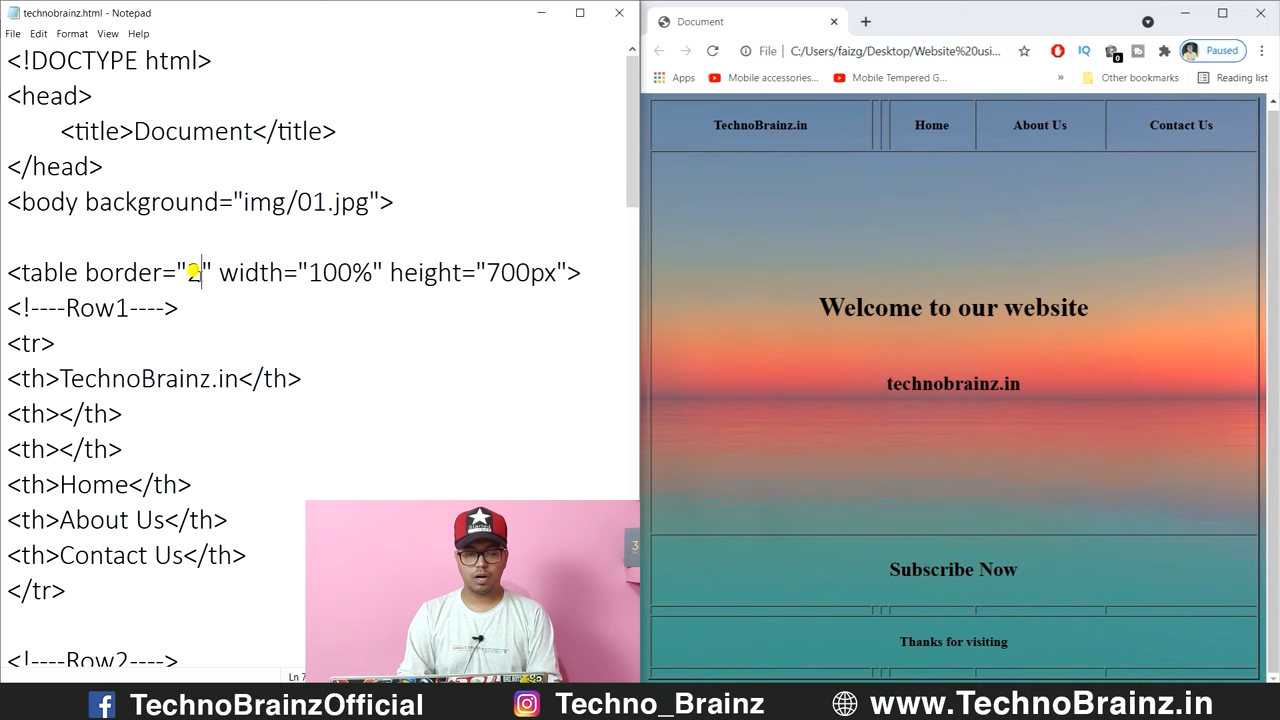 technobrainz.html - Notepad
File Edit Format View Help
<!DOCTYPE html>
<head>
<title>Document</title>
</head>
<body background="img/01.jpg">
<table border="2" width="100%" height="700px">
<!----Row1---->
<tr>
<th>TechnoBrainz.in</th>
<th></th>
<th></th>
<th>Home</th>
<th>About Us</th>
<th>Contact Us</th>
</tr>
<!----Row2---->
Ln 7
Document
File C:/Users/faizg/Desktop/Website%20usi... IQ 0 Paused
Apps Mobile accessories... Mobile Tempered G... » Other bookmarks Reading list
TechnoBrainz.in Home About Us Contact Us
Welcome to our website
technobrainz.in
Subscribe Now
Thanks for visiting
TechnoBrainzOfficial Techno_Brainz www.TechnoBrainz.in